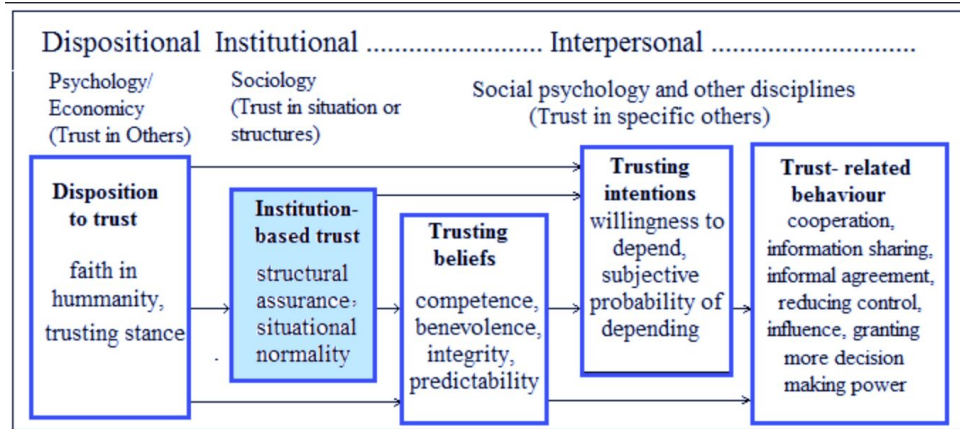 Dispositional Institutional ........................ Interpersonal ............................
Psychology/
Economicy
(Trust in Others)
Sociology
(Trust in situation or
structures)
Social psychology and other disciplines
(Trust in specific others)
Disposition
to trust
faith in
hummanity,
trusting stance
Institution-
based trust
structural
assurance,
situational
normality
Trusting
beliefs
competence,
benevolence,
integrity,
predictability
Trusting
intentions
willingness to
depend,
subjective
probability of
depending
Trust- related
behaviour
cooperation,
information sharing,
informal agreement,
reducing control,
influence, granting
more decision
making power